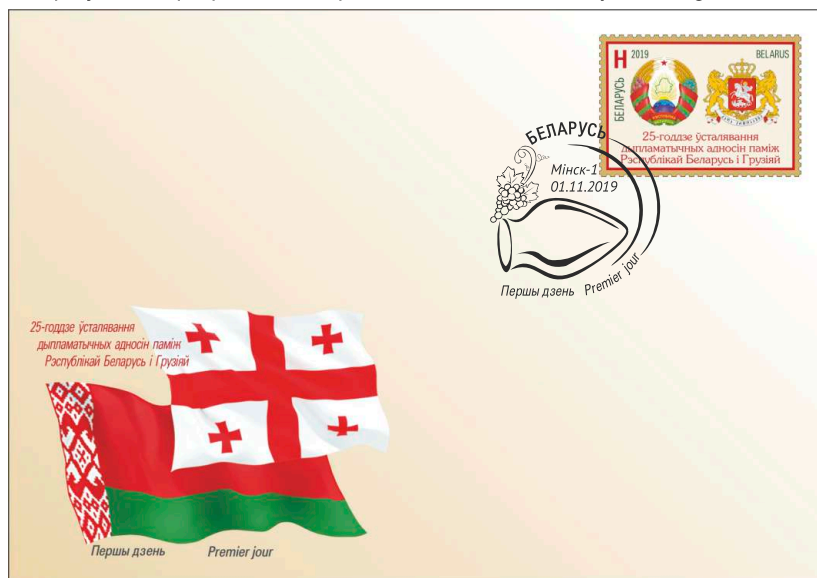 Н 2019 BELARUS
БЕЛАРУСЬ
25-годдзе ўсталявання
дыпламатычных адносін паміж
Рэспублікай Беларусь і Грузіяй
БЕЛАРУСЬ
Мінск-1
01.11.2019
Першы дзень Premier jour
25-годдзе ўсталявання
дыпламатычных адносін паміж
Рэспублікай Беларусь і Грузіяй
Першы дзень Premier jour